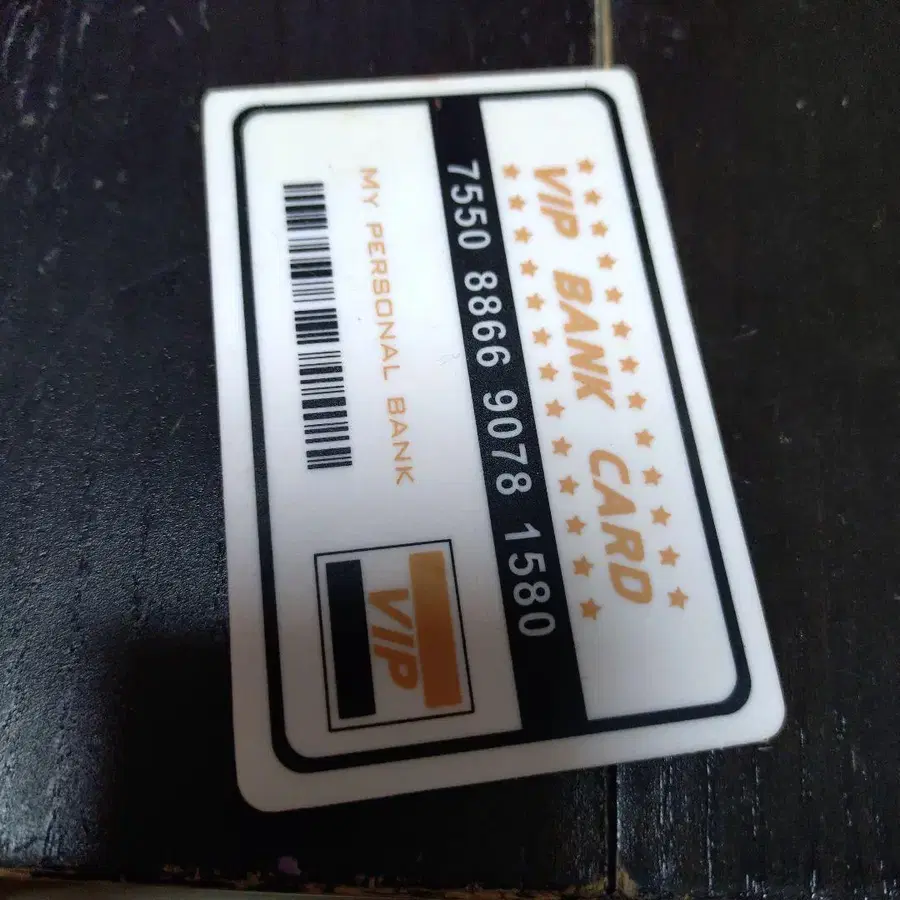 VIP BANK CARD
7550 8866 9078 1580
MY PERSONAL BANK
VIP